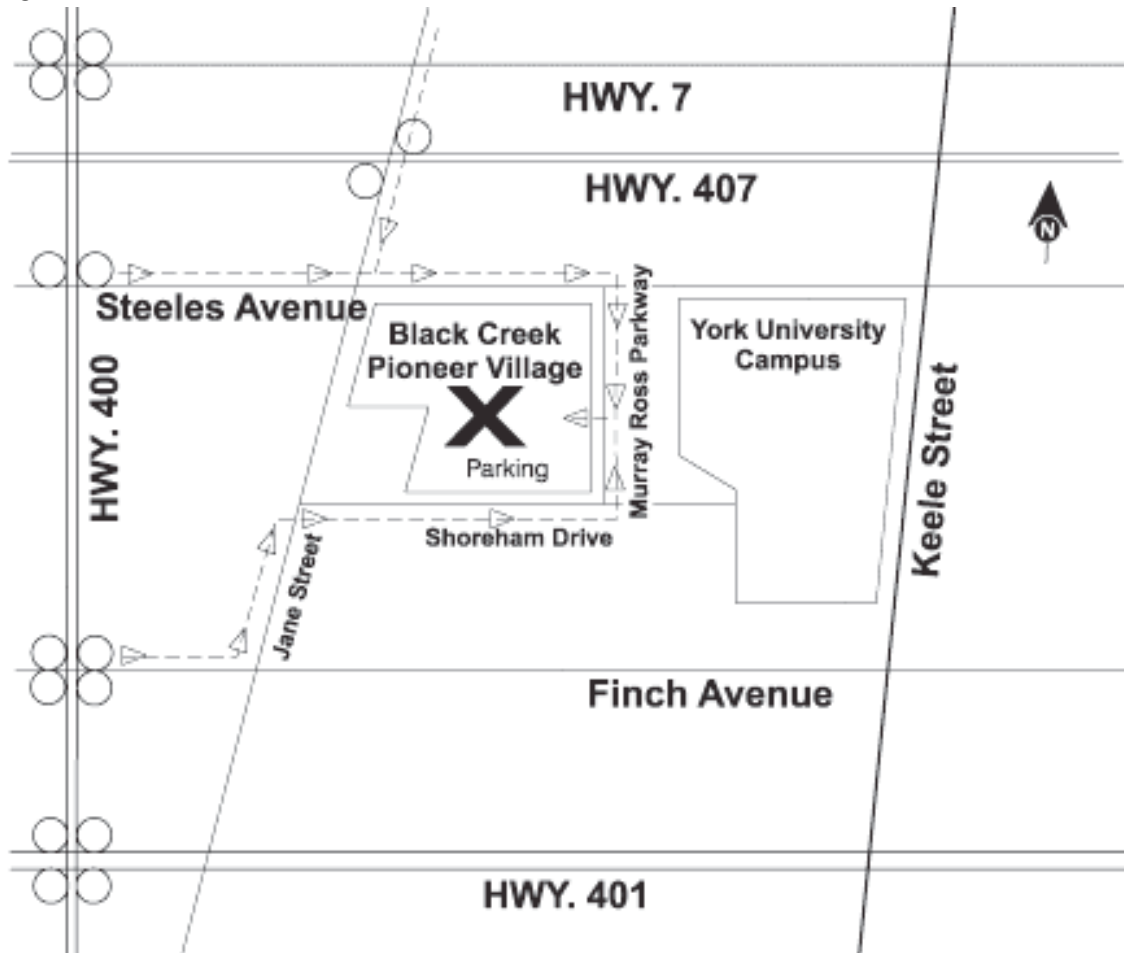 HWY. 7
HWY. 407
N
Steeles Avenue
Black Creek
Pioneer Village
X
Parking
Murray Ross Parkway
York University
Campus
HWY. 400
Keele Street
Shoreham Drive
Jane Street
Finch Avenue
HWY. 401